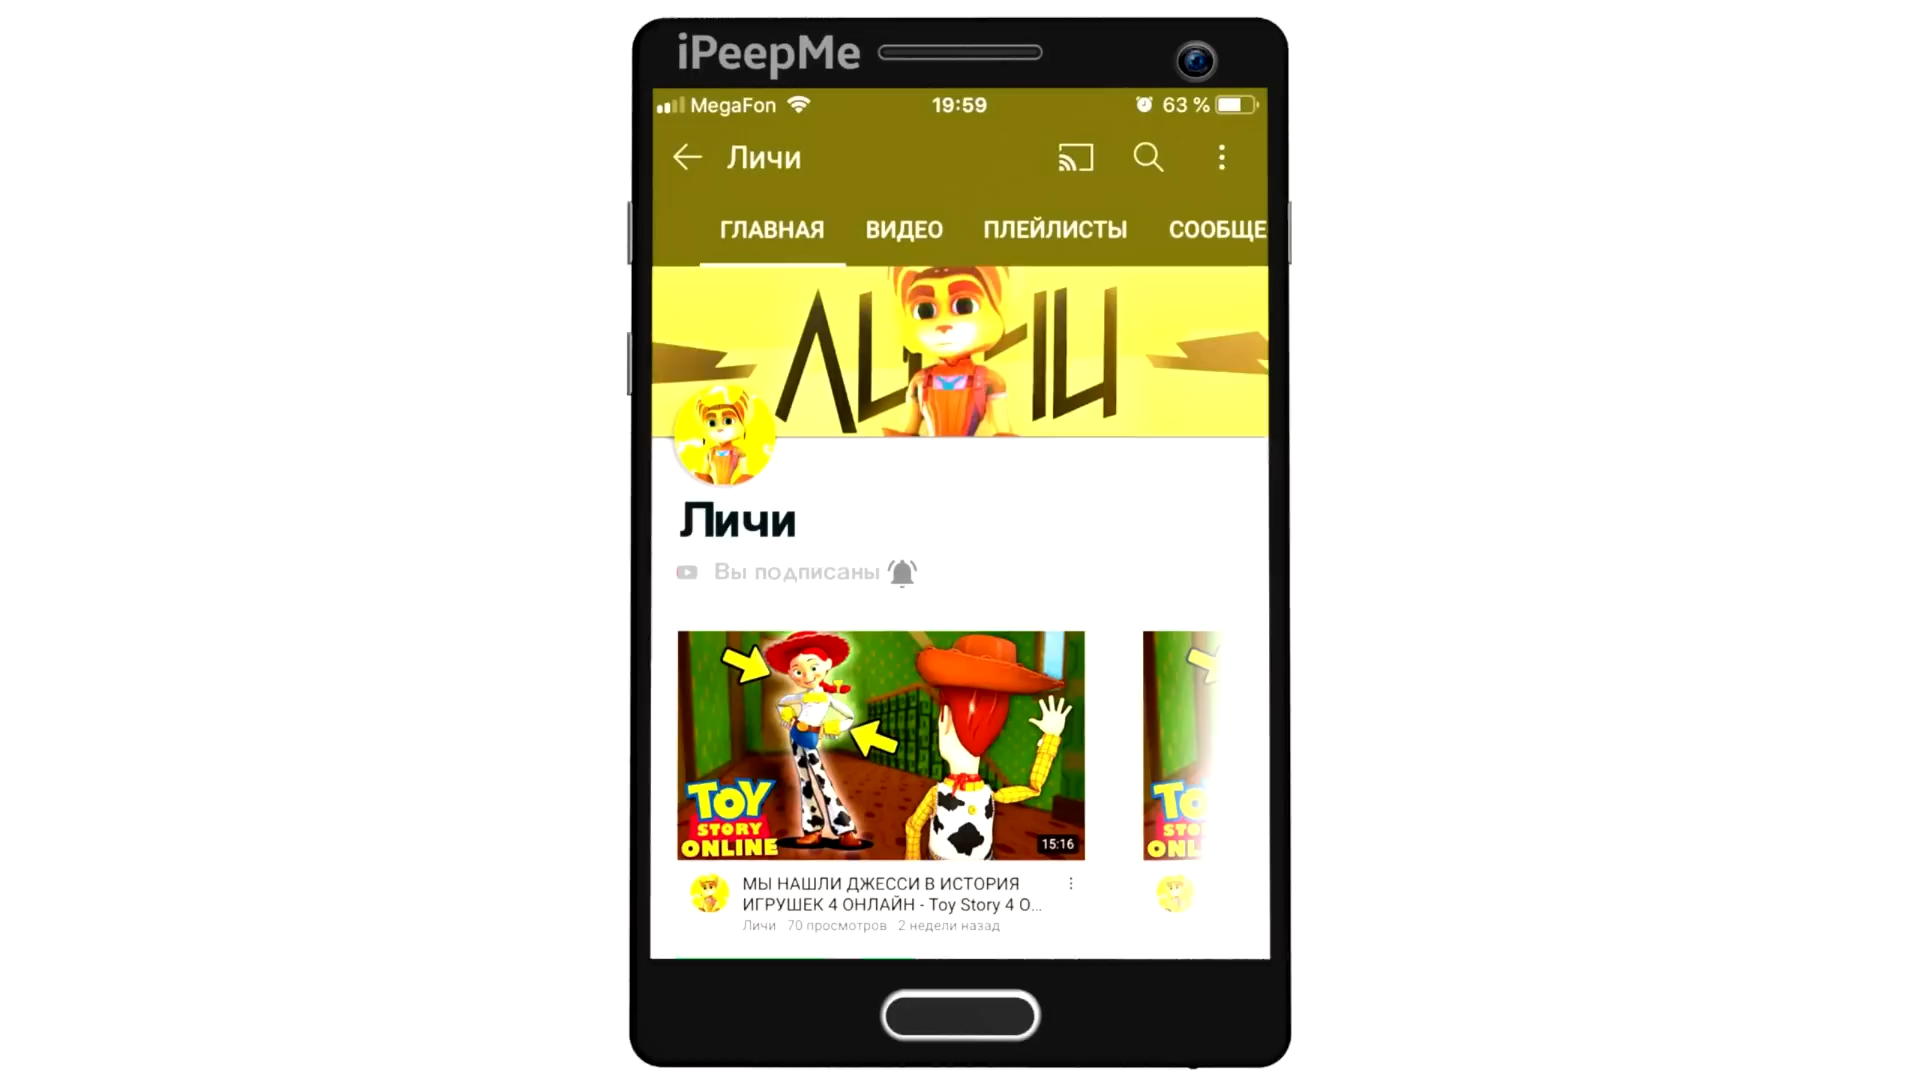 iPeepMe
MegaFon 19:59 63 %
Личи
ГЛАВНАЯ ВИДЕО ПЛЕЙЛИСТЫ СООБЩЕ
Личи
Вы подписаны
TOY
STORY
ONLINE
15:16
МЫ НАШЛИ ДЖЕССИ В ИСТОРИЯ
ИГРУШЕК 4 ОНЛАЙН - Toy Story 4 O...
Личи 70 просмотров 2 недели назад